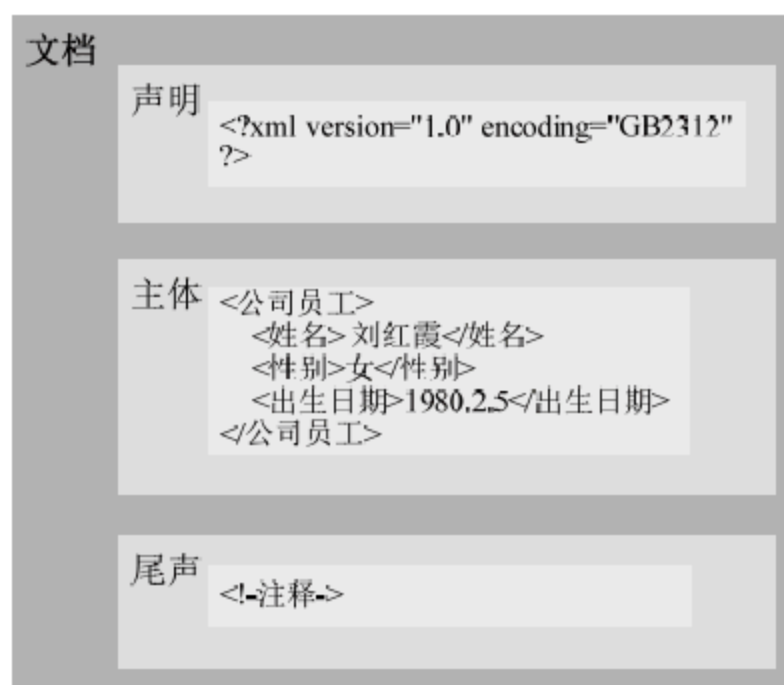 文档
声明
<?xml version="1.0" encoding="GB2312"
?>
主体
<公司员工>
<姓名>刘红霞</姓名>
<性别>女</性别>
<出生日期>1980.2.5</出生日期>
</公司员工>
尾声
<!-注释->